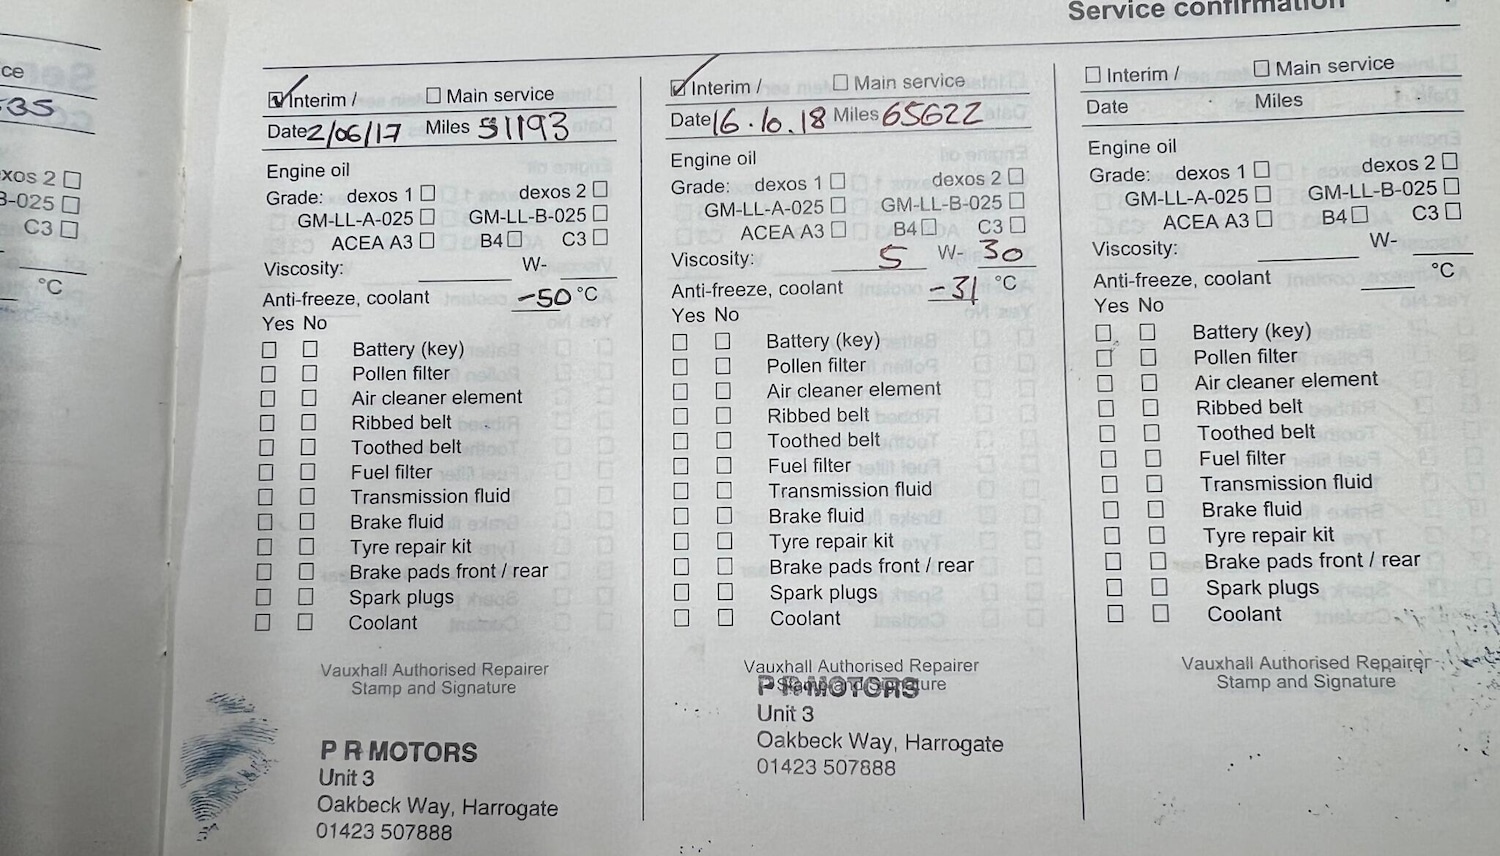 Service confirmation
ce
535
xos 2
B-025
C3
°C
Interim / Main service
Date 2/06/17 Miles 51193
Engine oil
Grade: dexos 1 dexos 2
GM-LL-A-025 GM-LL-B-025
ACEA A3 B4 C3
Viscosity: W-
Anti-freeze, coolant -50 °C
Yes No
Battery (key)
Pollen filter
Air cleaner element
Ribbed belt
Toothed belt
Fuel filter
Transmission fluid
Brake fluid
Tyre repair kit
Brake pads front / rear
Spark plugs
Coolant
Vauxhall Authorised Repairer
Stamp and Signature
P R MOTORS
Unit 3
Oakbeck Way, Harrogate
01423 507888
Interim / Main service
Date 16.10.18 Miles 65622
Engine oil
Grade: dexos 1 dexos 2
GM-LL-A-025 GM-LL-B-025
ACEA A3 B4 C3
Viscosity: 5 W- 30
Anti-freeze, coolant -31 °C
Yes No
Battery (key)
Pollen filter
Air cleaner element
Ribbed belt
Toothed belt
Fuel filter
Transmission fluid
Brake fluid
Tyre repair kit
Brake pads front / rear
Spark plugs
Coolant
Vauxhall Authorised Repairer
Stamp and Signature
P R MOTORS
Unit 3
Oakbeck Way, Harrogate
01423 507888
Interim / Main service
Date Miles
Engine oil
Grade: dexos 1 dexos 2
GM-LL-A-025 GM-LL-B-025
ACEA A3 B4 C3
Viscosity: W-
Anti-freeze, coolant °C
Yes No
Battery (key)
Pollen filter
Air cleaner element
Ribbed belt
Toothed belt
Fuel filter
Transmission fluid
Brake fluid
Tyre repair kit
Brake pads front / rear
Spark plugs
Coolant
Vauxhall Authorised Repairer
Stamp and Signature